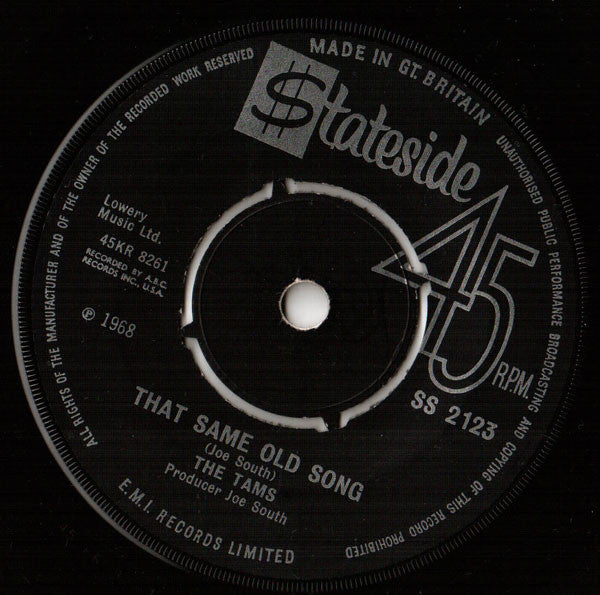 MADE IN GT. BRITAIN
Stateside
45
R.P.M.
SS 2123
Lowery
Music Ltd.
45KR 8261
RECORDED BY A.B.C.
RECORDS INC., U.S.A.
℗ 1968
THAT SAME OLD SONG
(Joe South)
THE TAMS
Producer Joe South
E.M.I. RECORDS LIMITED
ALL RIGHTS OF THE MANUFACTURER AND OF THE OWNER OF THE RECORDED WORK RESERVED
UNAUTHORISED PUBLIC PERFORMANCE BROADCASTING AND COPYING OF THIS RECORD PROHIBITED